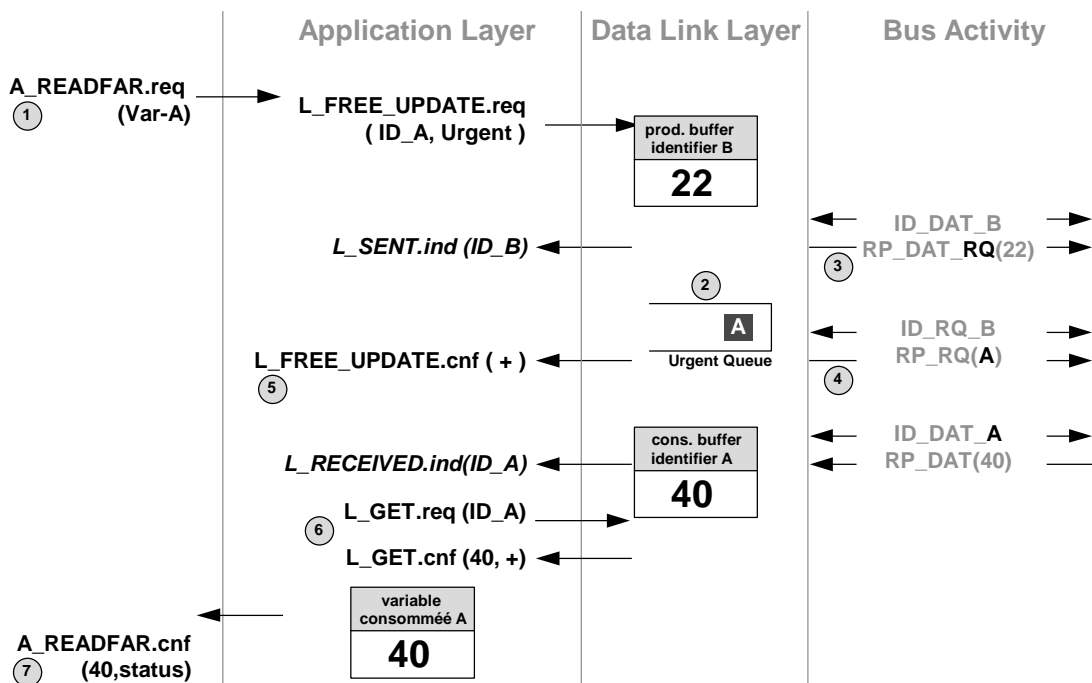 Application Layer
Data Link Layer
Bus Activity
A_READFAR.req
1
(Var-A)
L_FREE_UPDATE.req
( ID_A, Urgent )
prod. buffer
identifier B
22
ID_DAT_B
L_SENT.ind (ID_B)
RP_DAT_RQ(22)
3
2
A
Urgent Queue
ID_RQ_B
L_FREE_UPDATE.cnf ( + )
RP_RQ(A)
5
4
cons. buffer
identifier A
40
ID_DAT_A
L_RECEIVED.ind(ID_A)
RP_DAT(40)
L_GET.req (ID_A)
6
L_GET.cnf (40, +)
variable
consomméé A
40
A_READFAR.cnf
7
(40,status)